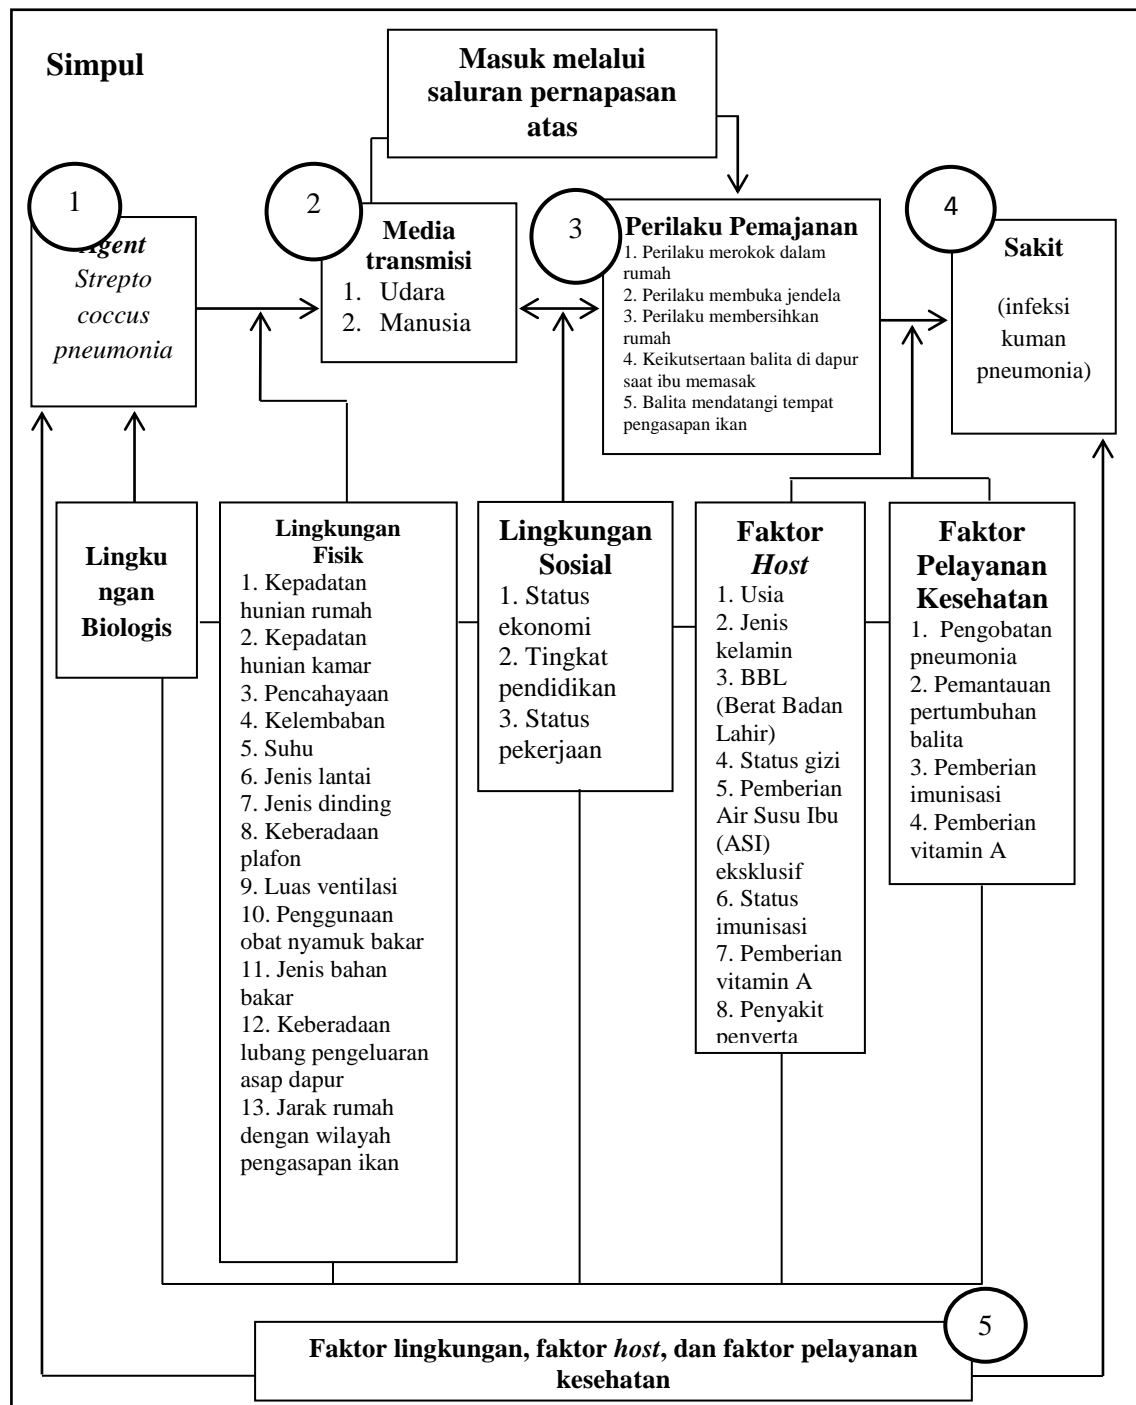 Simpul
Masuk melalui
saluran pernapasan
atas
1
Agent
Strepto
coccus
pneumonia
2
Media
transmisi
1. Udara
2. Manusia
3
Perilaku Pemajanan
1. Perilaku merokok dalam
rumah
2. Perilaku membuka jendela
3. Perilaku membersihkan
rumah
4. Keikutsertaan balita di dapur
saat ibu memasak
5. Balita mendatangi tempat
pengasapan ikan
4
Sakit
(infeksi
kuman
pneumonia)
Lingku
ngan
Biologis
Lingkungan
Fisik
1. Kepadatan
hunian rumah
2. Kepadatan
hunian kamar
3. Pencahayaan
4. Kelembaban
5. Suhu
6. Jenis lantai
7. Jenis dinding
8. Keberadaan
plafon
9. Luas ventilasi
10. Penggunaan
obat nyamuk bakar
11. Jenis bahan
bakar
12. Keberadaan
lubang pengeluaran
asap dapur
13. Jarak rumah
dengan wilayah
pengasapan ikan
Lingkungan
Sosial
1. Status
ekonomi
2. Tingkat
pendidikan
3. Status
pekerjaan
Faktor
Host
1. Usia
2. Jenis
kelamin
3. BBL
(Berat Badan
Lahir)
4. Status gizi
5. Pemberian
Air Susu Ibu
(ASI)
eksklusif
6. Status
imunisasi
7. Pemberian
vitamin A
8. Penyakit
penyerta
Faktor
Pelayanan
Kesehatan
1. Pengobatan
pneumonia
2. Pemantauan
pertumbuhan
balita
3. Pemberian
imunisasi
4. Pemberian
vitamin A
5
Faktor lingkungan, faktor host, dan faktor pelayanan
kesehatan